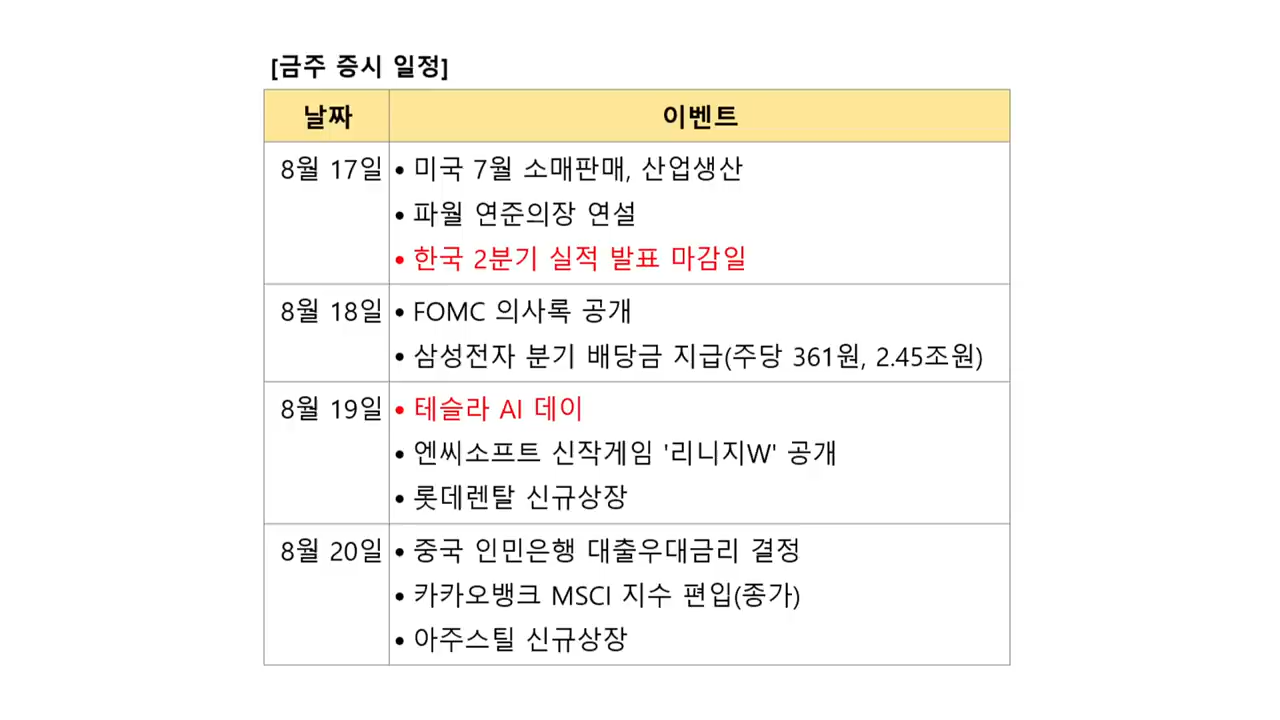 [금주 증시 일정]
날짜 이벤트
8월 17일 • 미국 7월 소매판매, 산업생산
• 파월 연준의장 연설
• 한국 2분기 실적 발표 마감일
8월 18일 • FOMC 의사록 공개
• 삼성전자 분기 배당금 지급(주당 361원, 2.45조원)
8월 19일 • 테슬라 AI 데이
• 엔씨소프트 신작게임 '리니지W' 공개
• 롯데렌탈 신규상장
8월 20일 • 중국 인민은행 대출우대금리 결정
• 카카오뱅크 MSCI 지수 편입(종가)
• 아주스틸 신규상장